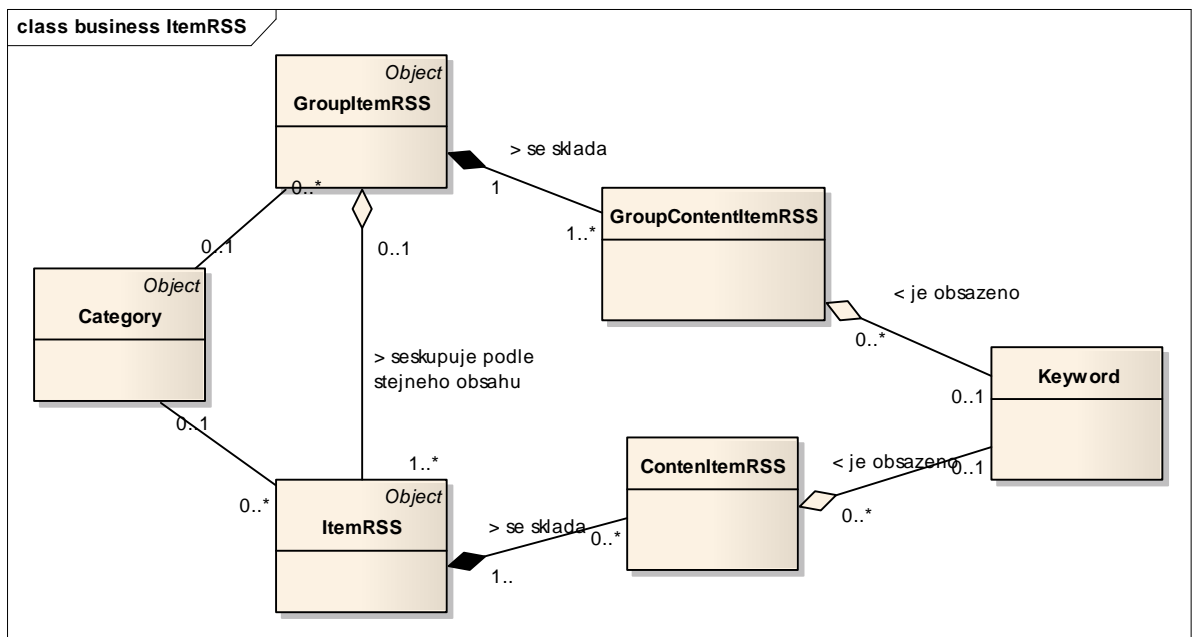 class business ItemRSS
Object
GroupItemRSS
> se sklada
1
1..*
GroupContentItemRSS
0..*
0..1
0..1
Object
Category
< je obsazeno
0..*
0..1
Keyword
> seskupuje podle
stejneho obsahu
0..1
0..*
1..*
Object
ItemRSS
> se sklada
1..
0..*
ContenItemRSS
< je obsazeno
0..1
0..*